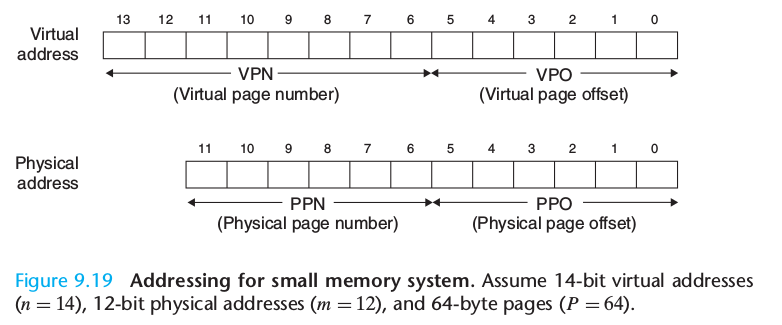 13 12 11 10 9 8 7 6 5 4 3 2 1 0
Virtual
address
VPN VPO
(Virtual page number) (Virtual page offset)
11 10 9 8 7 6 5 4 3 2 1 0
Physical
address
PPN PPO
(Physical page number) (Physical page offset)
Figure 9.19 Addressing for small memory system. Assume 14-bit virtual addresses
(n = 14), 12-bit physical addresses (m = 12), and 64-byte pages (P = 64).